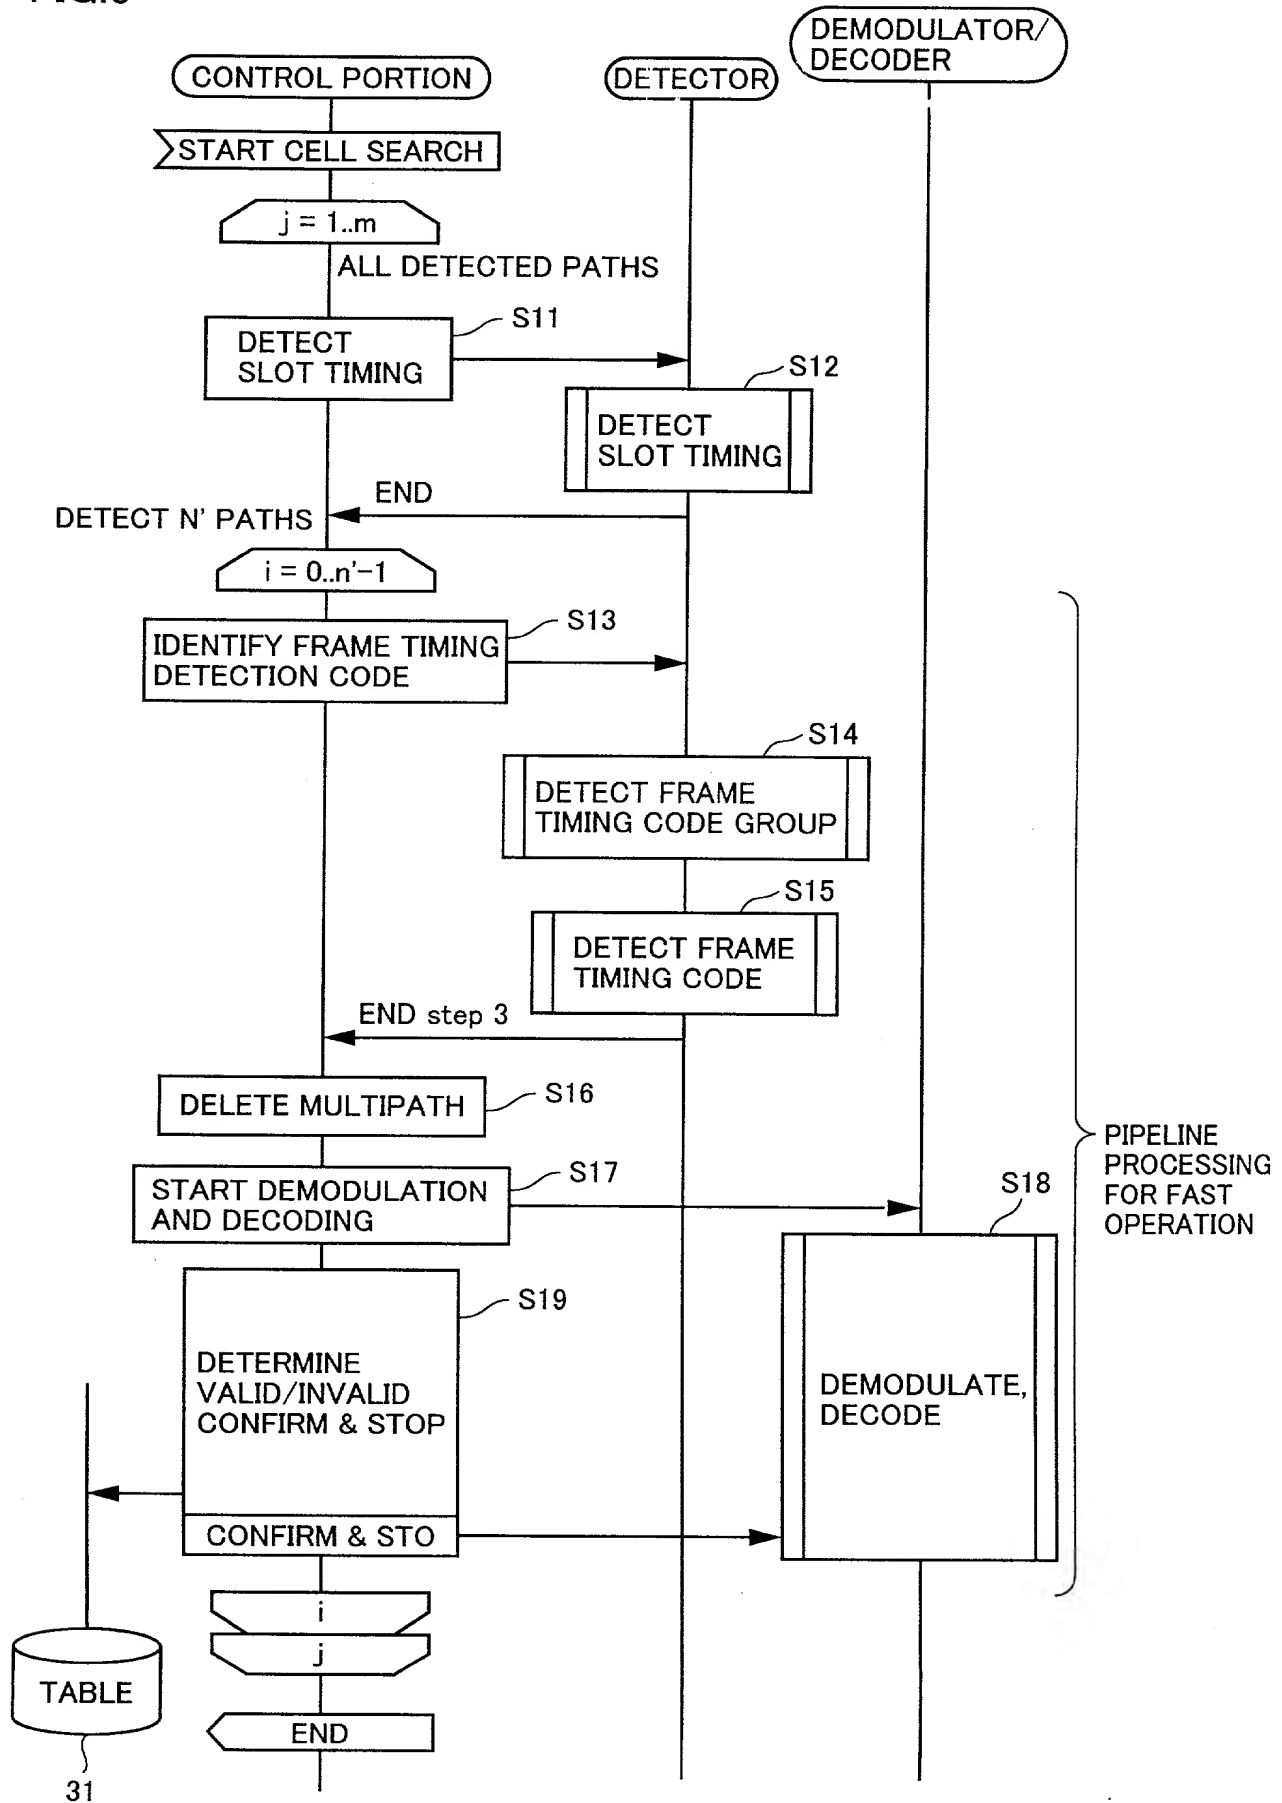 DEMODULATOR/
DECODER
CONTROL PORTION
DETECTOR
START CELL SEARCH
j = 1..m
ALL DETECTED PATHS
S11
DETECT
SLOT TIMING
S12
DETECT
SLOT TIMING
END
DETECT N' PATHS
i = 0..n'−1
S13
IDENTIFY FRAME TIMING
DETECTION CODE
S14
DETECT FRAME
TIMING CODE GROUP
S15
DETECT FRAME
TIMING CODE
END step 3
DELETE MULTIPATH
S16
PIPELINE
PROCESSING
FOR FAST
OPERATION
START DEMODULATION
AND DECODING
S17
S18
S19
DETERMINE
VALID/INVALID
CONFIRM & STOP
DEMODULATE,
DECODE
CONFIRM & STO
i
j
TABLE
END
31